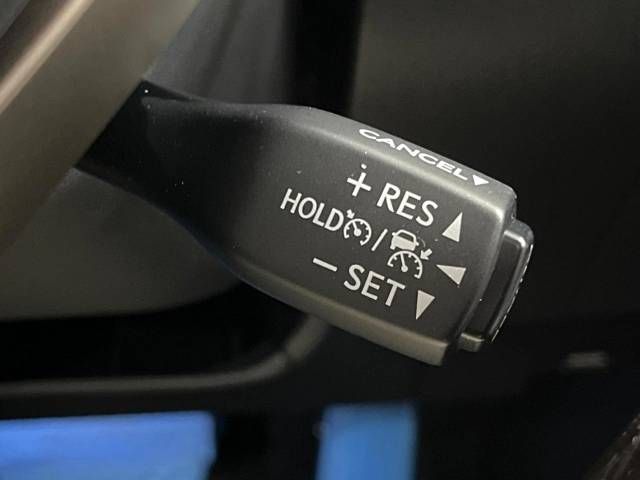 CANCEL▼
+ RES ▲
HOLD /
− SET ▼